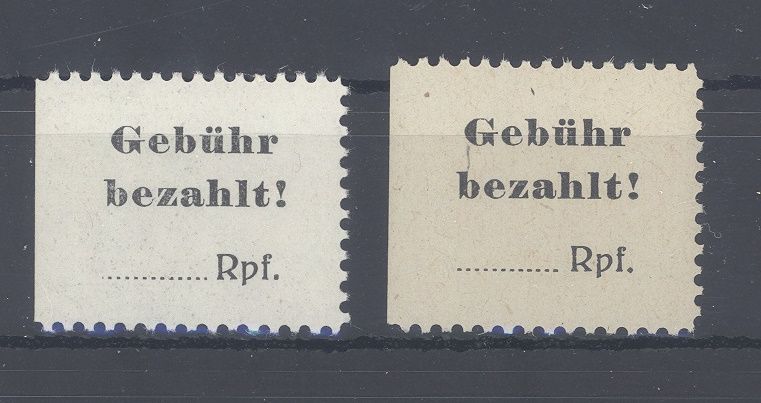 Gebühr
bezahlt!
............ Rpf.
Gebühr
bezahlt!
............ Rpf.